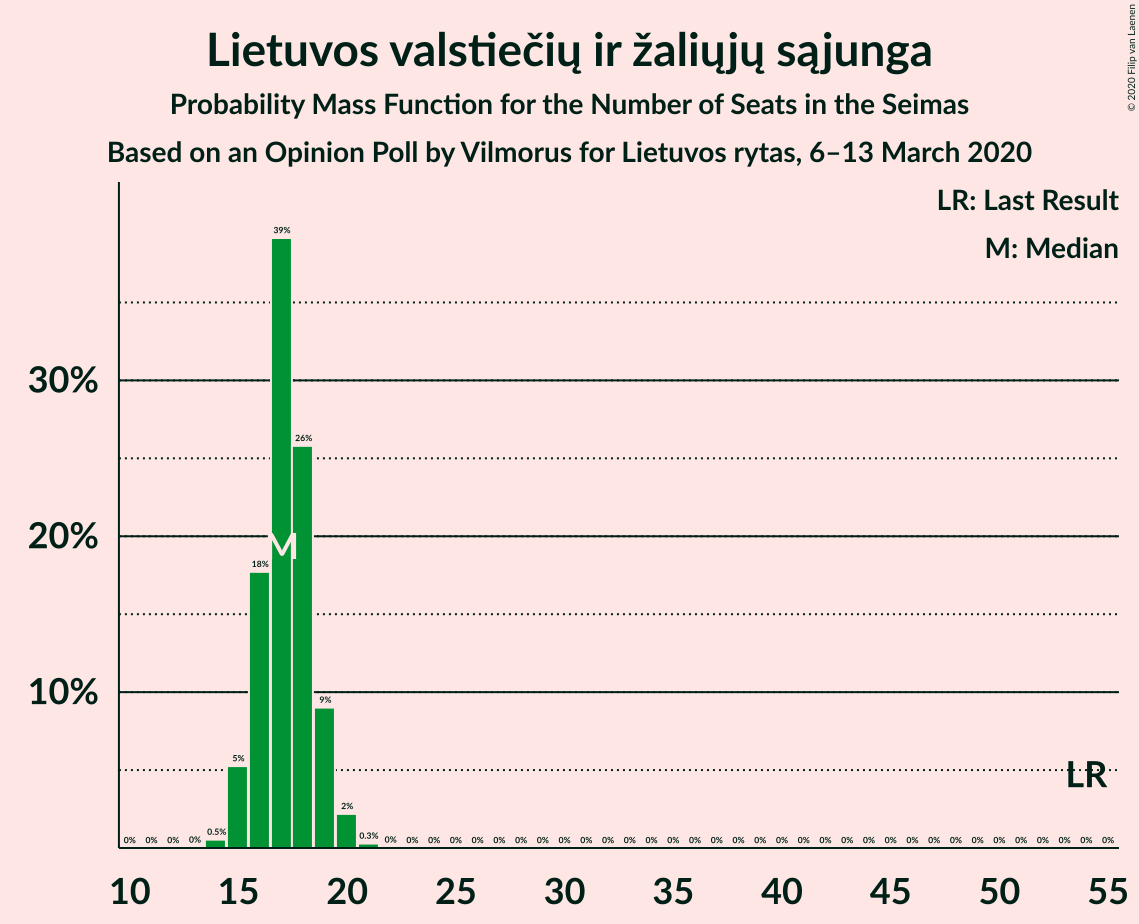 Lietuvos valstiečių ir žaliųjų sąjunga
Probability Mass Function for the Number of Seats in the Seimas
Based on an Opinion Poll by Vilmorus for Lietuvos rytas, 6–13 March 2020
© 2020 Filip van Laenen
LR: Last Result
M: Median
39%
30%
26%
20%
M
18%
10%
9%
5%
LR
0% 0% 0% 0% 0.5% 2% 0.3% 0% 0% 0% 0% 0% 0% 0% 0% 0% 0% 0% 0% 0% 0% 0% 0% 0% 0% 0% 0% 0% 0% 0% 0% 0% 0% 0% 0% 0% 0% 0% 0% 0% 0%
10 15 20 25 30 35 40 45 50 55